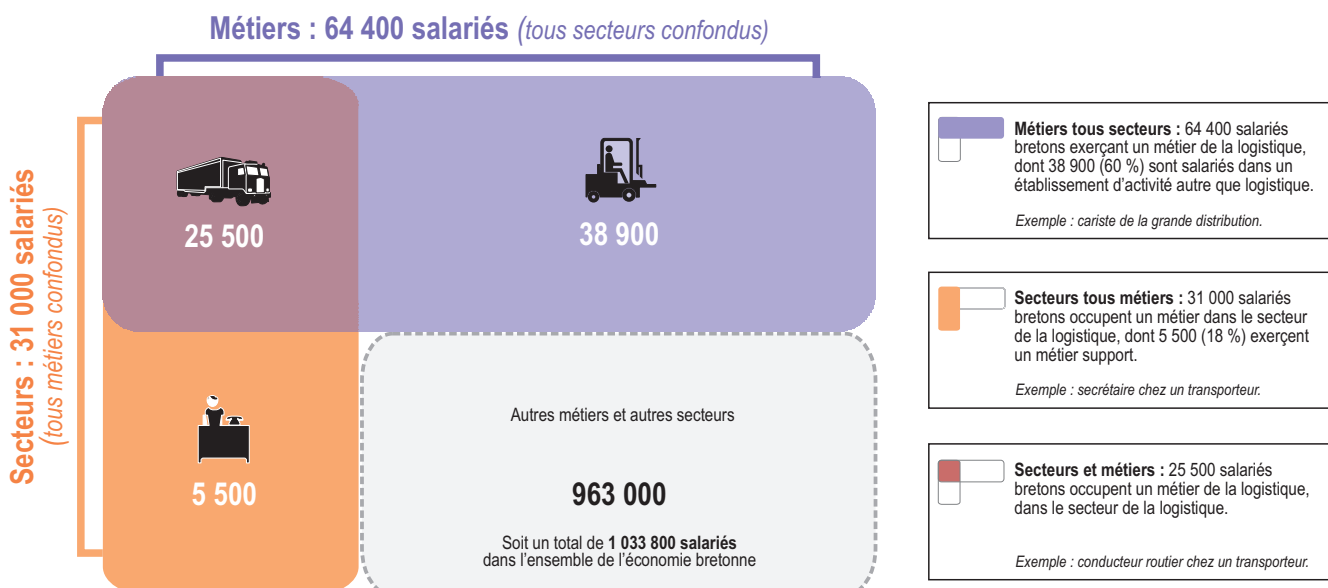 Métiers : 64 400 salariés (tous secteurs confondus)
Secteurs : 31 000 salariés
(tous métiers confondus)
25 500
38 900
5 500
Autres métiers et autres secteurs
963 000
Soit un total de 1 033 800 salariés
dans l'ensemble de l'économie bretonne
Métiers tous secteurs : 64 400 salariés
bretons exerçant un métier de la logistique,
dont 38 900 (60 %) sont salariés dans un
établissement d'activité autre que logistique.
Exemple : cariste de la grande distribution.
Secteurs tous métiers : 31 000 salariés
bretons occupent un métier dans le secteur
de la logistique, dont 5 500 (18 %) exerçent
un métier support.
Exemple : secrétaire chez un transporteur.
Secteurs et métiers : 25 500 salariés
bretons occupent un métier de la logistique,
dans le secteur de la logistique.
Exemple : conducteur routier chez un transporteur.